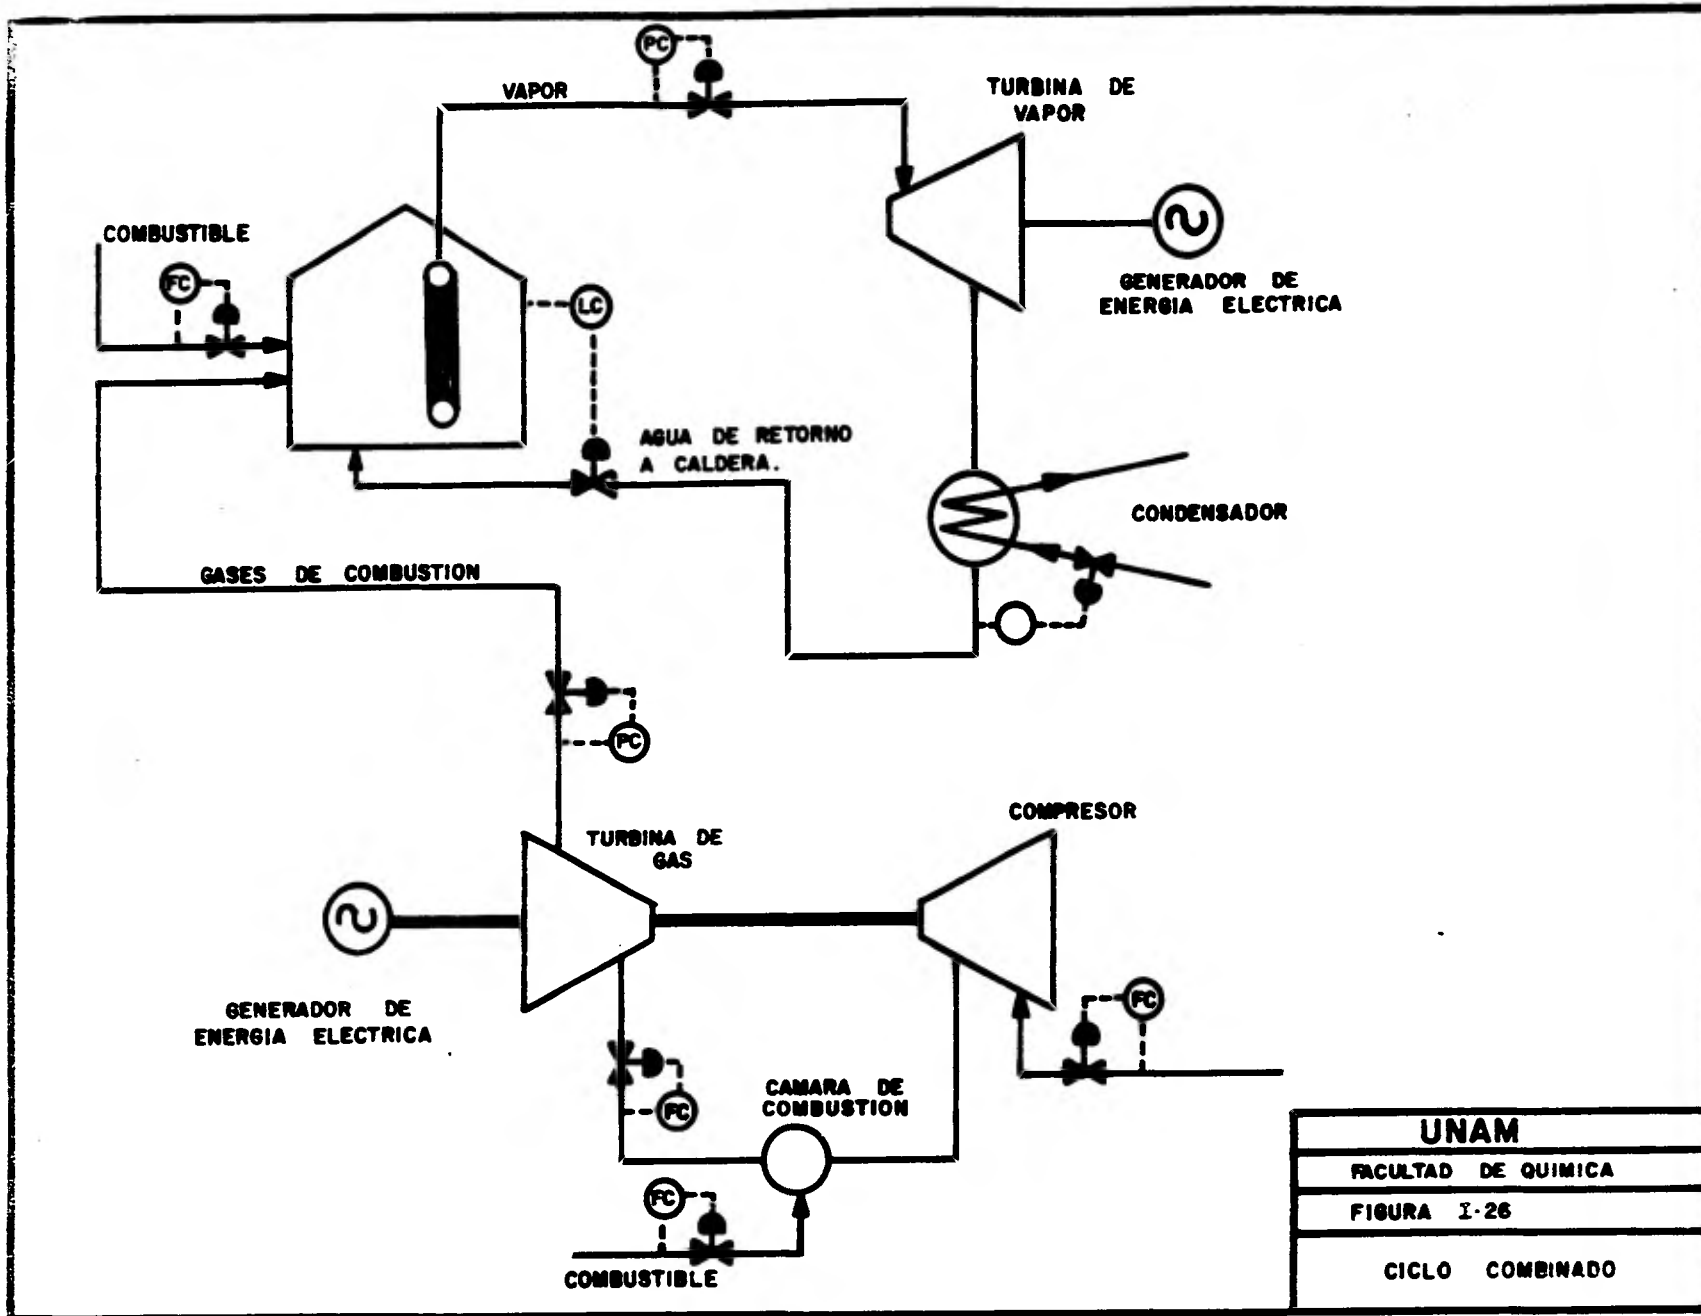 PC
VAPOR
TURBINA DE
VAPOR
COMBUSTIBLE
FC
LC
GENERADOR DE
ENERGIA ELECTRICA
AGUA DE RETORNO
A CALDERA.
CONDENSADOR
GASES DE COMBUSTION
PC
COMPRESOR
TURBINA DE
GAS
GENERADOR DE
ENERGIA ELECTRICA
FC
CAMARA DE
COMBUSTION
FC
FC
COMBUSTIBLE
UNAM
FACULTAD DE QUIMICA
FIGURA I-26
CICLO COMBINADO